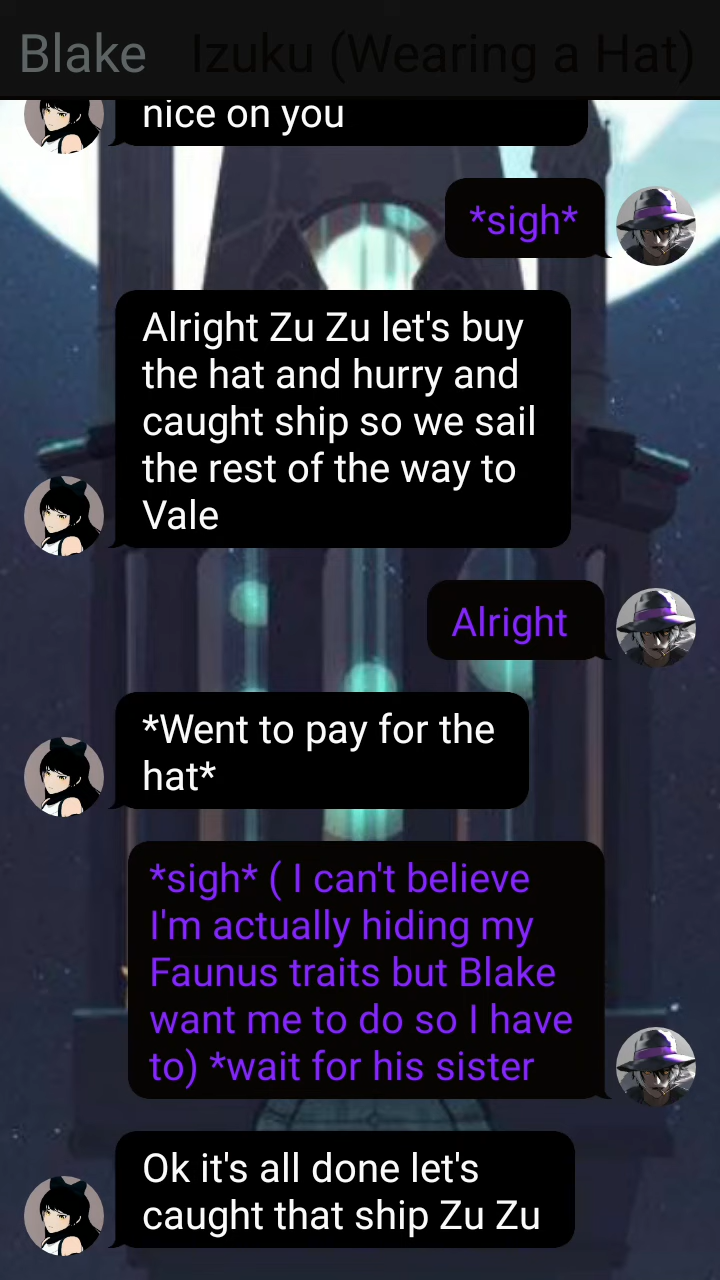 Blake Izuku (Wearing a Hat)
nice on you
*sigh*
Alright Zu Zu let's buy
the hat and hurry and
caught ship so we sail
the rest of the way to
Vale
Alright
*Went to pay for the
hat*
*sigh* ( I can't believe
I'm actually hiding my
Faunus traits but Blake
want me to do so I have
to) *wait for his sister
Ok it's all done let's
caught that ship Zu Zu